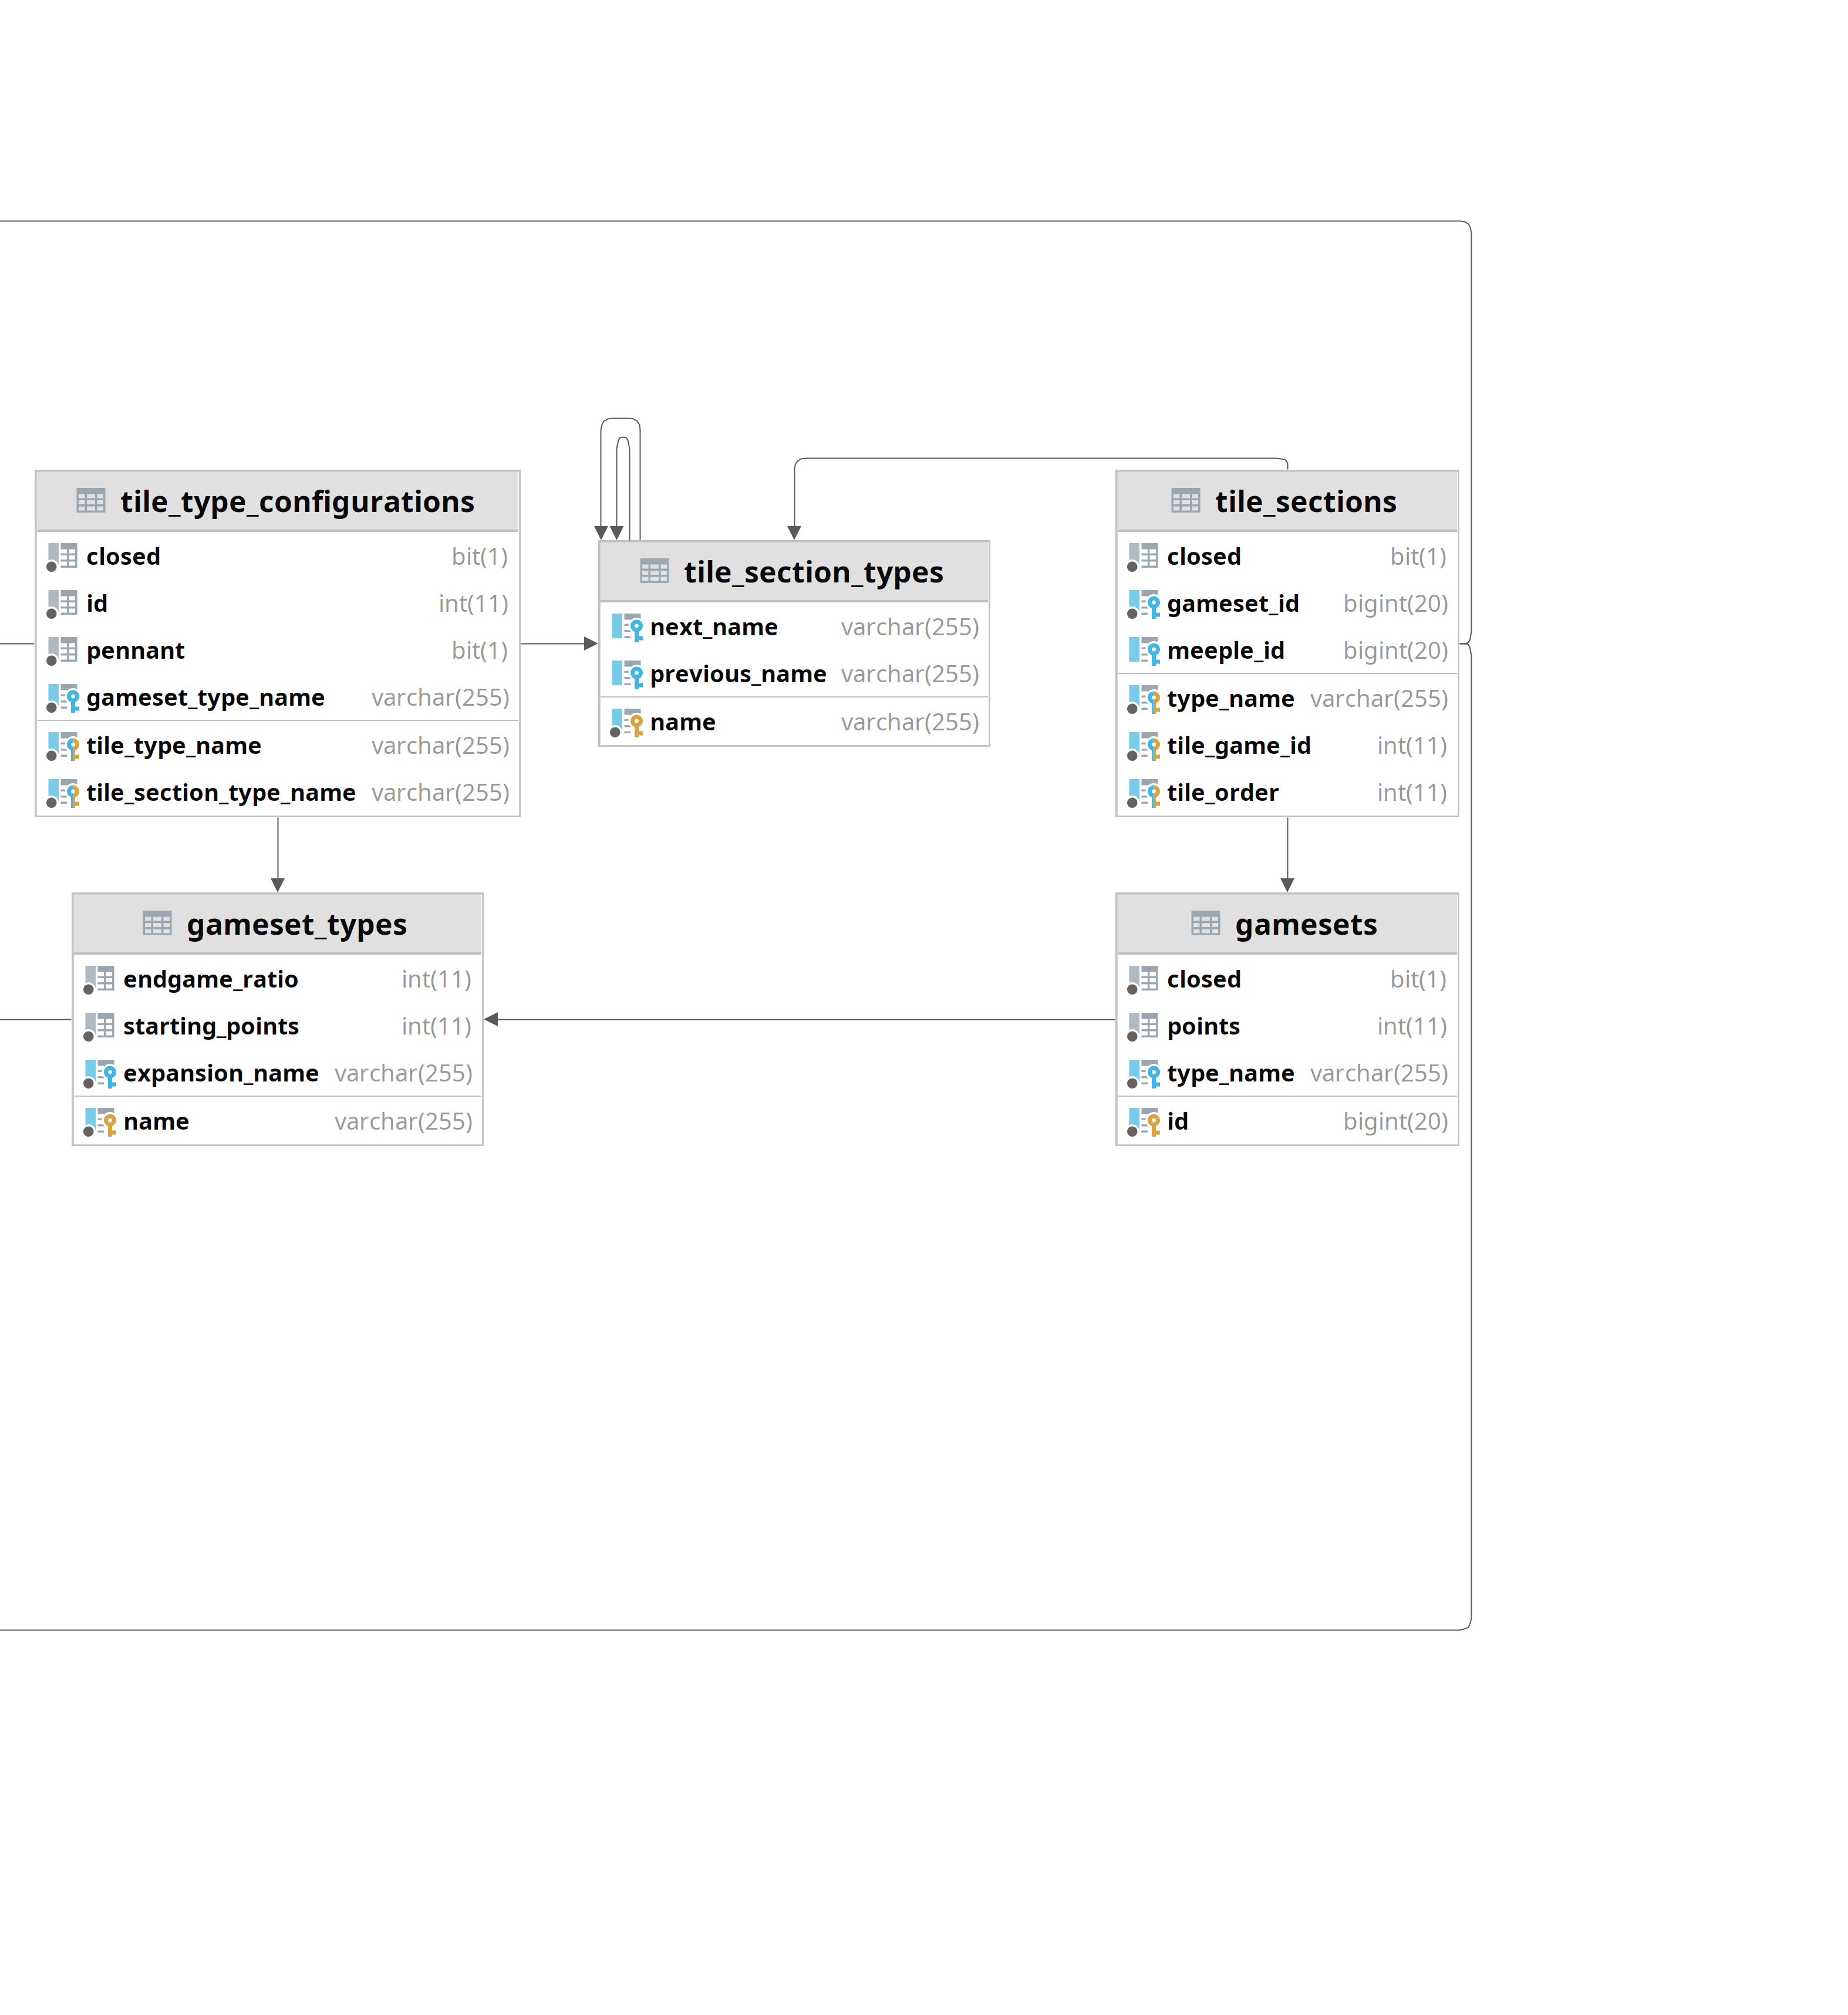 tile_type_configurations
closed bit(1)
id int(11)
pennant bit(1)
gameset_type_name varchar(255)
tile_type_name varchar(255)
tile_section_type_name varchar(255)
tile_section_types
next_name varchar(255)
previous_name varchar(255)
name varchar(255)
tile_sections
closed bit(1)
gameset_id bigint(20)
meeple_id bigint(20)
type_name varchar(255)
tile_game_id int(11)
tile_order int(11)
gameset_types
endgame_ratio int(11)
starting_points int(11)
expansion_name varchar(255)
name varchar(255)
gamesets
closed bit(1)
points int(11)
type_name varchar(255)
id bigint(20)